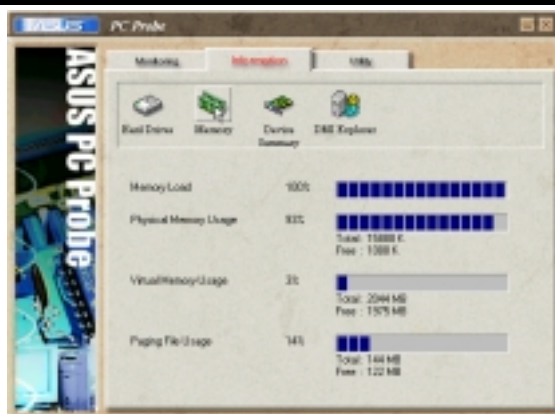 ASUS PC Probe
ASUS PC Probe
Monitoring Information Utility
Hard Drives Memory Device Summary DMI Explorer
Memory Load 100%
Physical Memory Usage 93%
Total: K
Free : K
Virtual Memory Usage 3%
Total: 2044 MB
Free : 1975 MB
Paging File Usage 14%
Total: 144 MB
Free : 122 MB